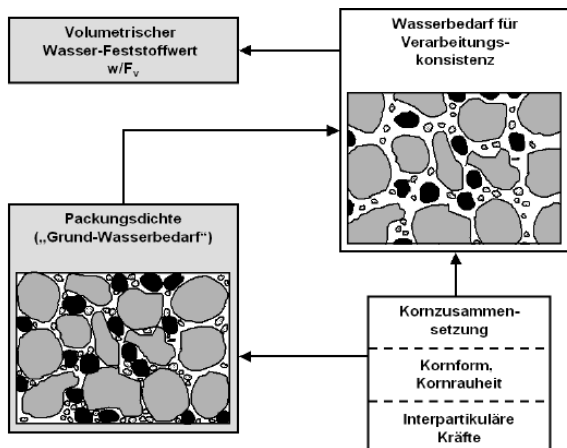 Volumetrischer
Wasser-Feststoffwert
w/Fv
Wasserbedarf für
Verarbeitungs-
konsistenz
Packungsdichte
(„Grund-Wasserbedarf“)
Kornzusammen-
setzung
Kornform,
Kornrauheit
Interpartikuläre
Kräfte